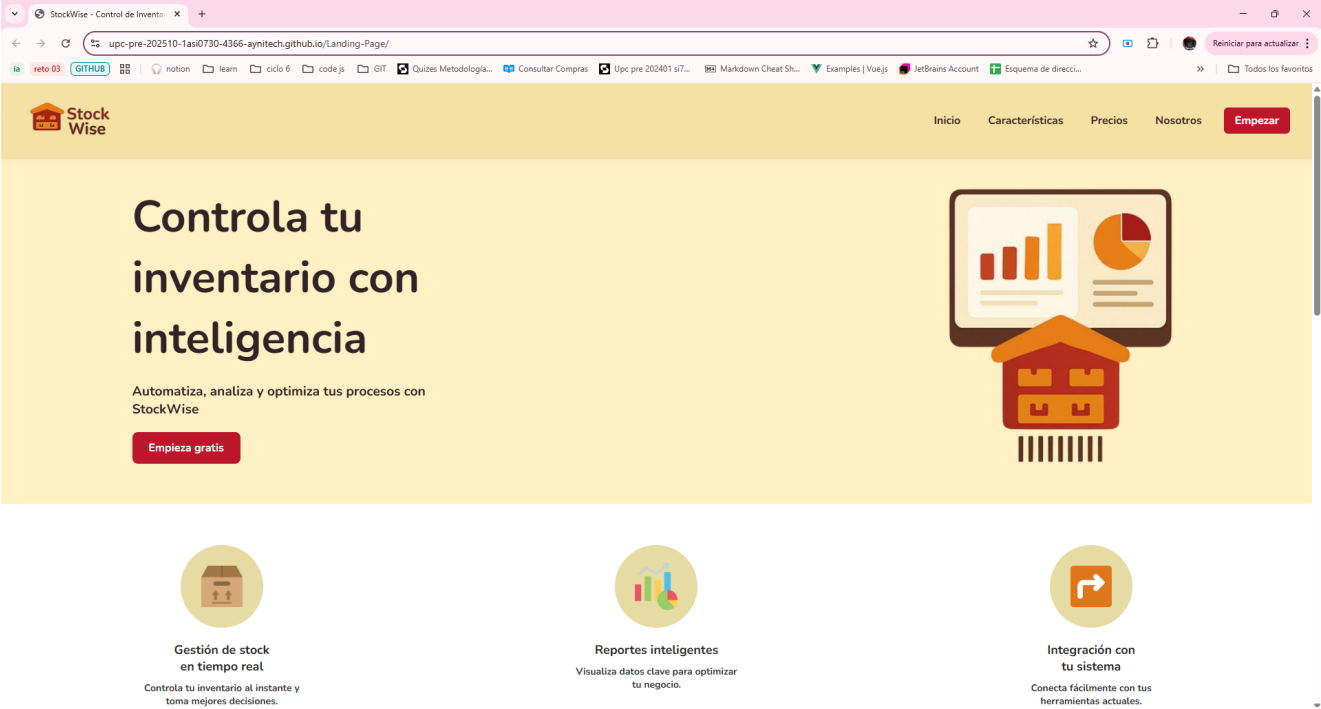 StockWise - Control de Inventa
upc-pre-202510-1asi0730-4366-aynitech.github.io/Landing-Page/
Reiniciar para actualizar
ia
reto 03
GITHUB
notion
learn
ciclo 6
code js
GIT
Quizes Metodología...
Consultar Compras
Upc pre 202401 si7...
Markdown Cheat Sh...
Examples | Vue.js
JetBrains Account
Esquema de direcci...
Todos los favoritos
Stock
Wise
Inicio
Características
Precios
Nosotros
Empezar
Controla tu
inventario con
inteligencia
Automatiza, analiza y optimiza tus procesos con
StockWise
Empieza gratis
Gestión de stock
en tiempo real
Controla tu inventario al instante y
toma mejores decisiones.
Reportes inteligentes
Visualiza datos clave para optimizar
tu negocio.
Integración con
tu sistema
Conecta fácilmente con tus
herramientas actuales.